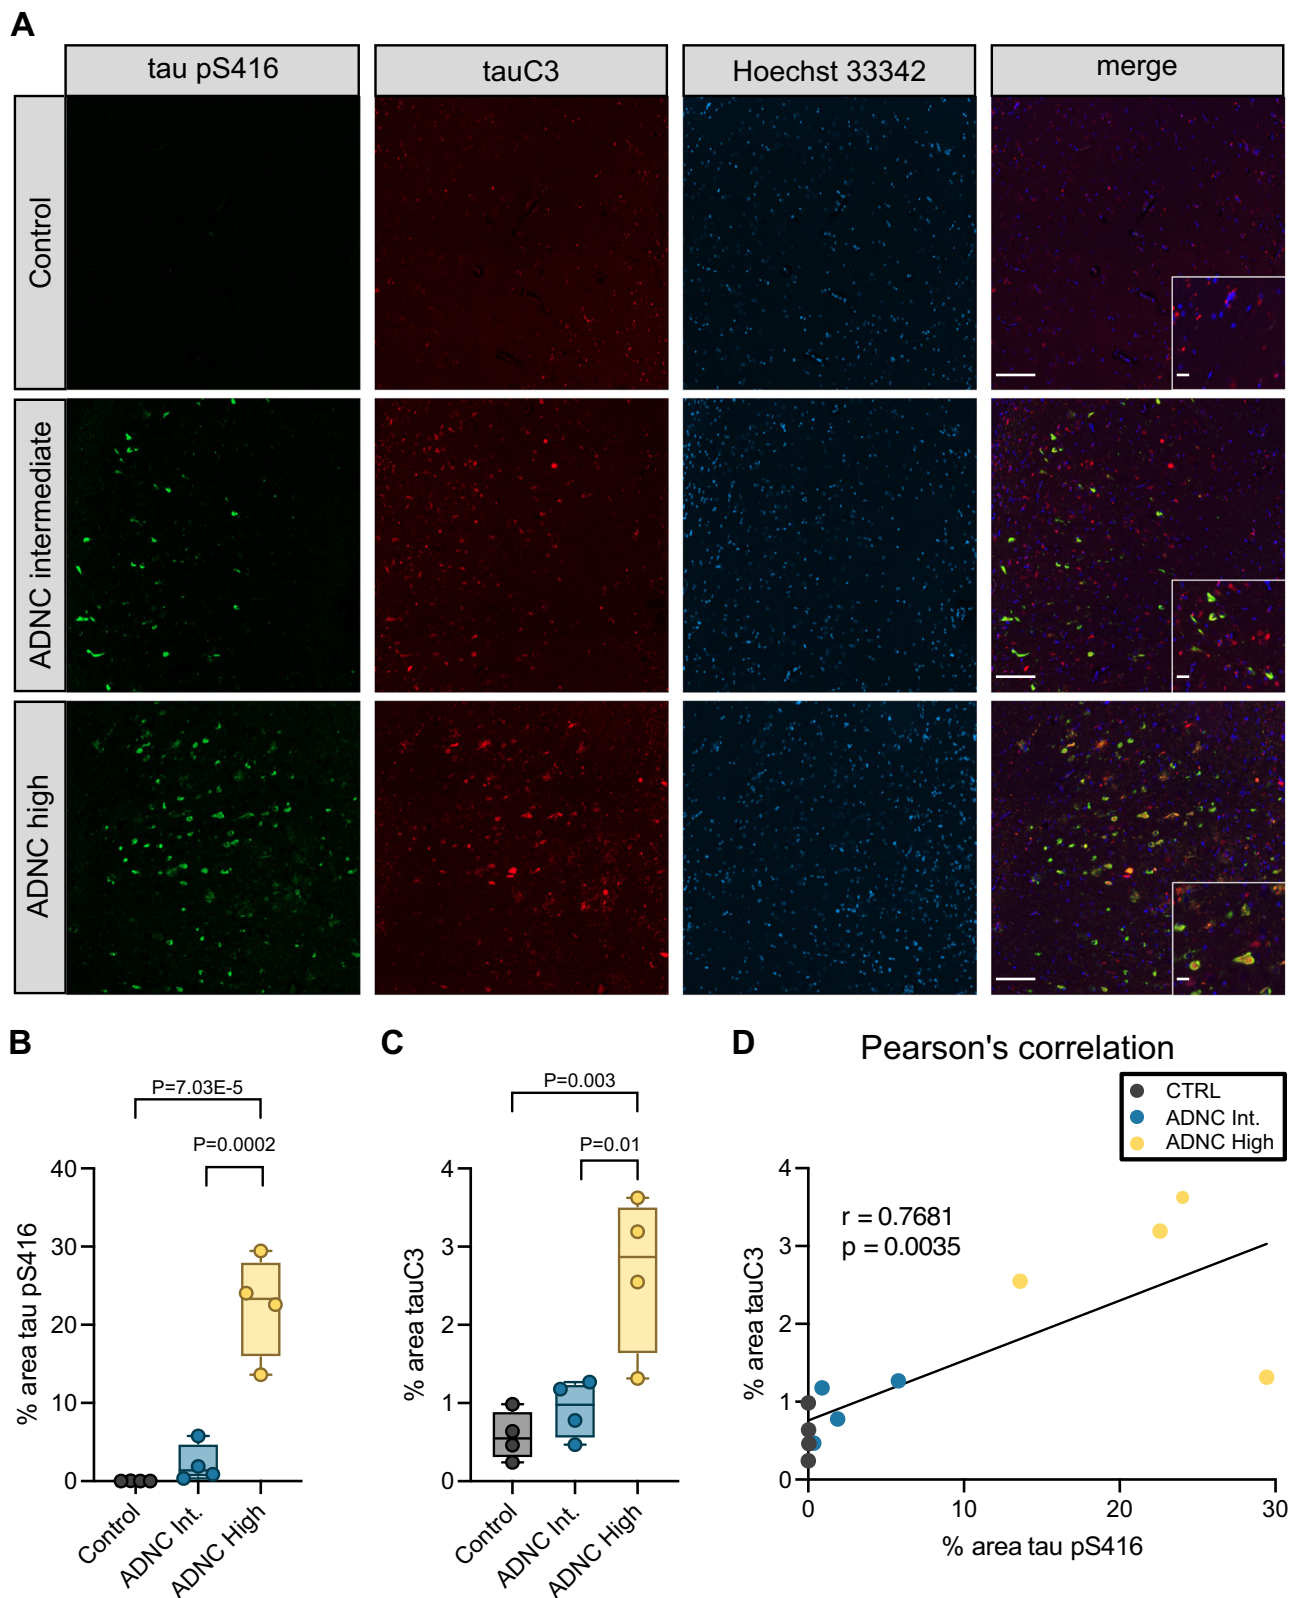 A
tau pS416
tauC3
Hoechst 33342
merge
Control
ADNC intermediate
ADNC high
B
P=7.03E-5
P=0.0002
% area tau pS416
40
30
20
10
0
Control
ADNC Int.
ADNC High
C
P=0.003
P=0.01
% area tauC3
4
3
2
1
0
Control
ADNC Int.
ADNC High
D
Pearson's correlation
CTRL
ADNC Int.
ADNC High
r = 0.7681
p = 0.0035
% area tauC3
4
3
2
1
0
0
10
20
30
% area tau pS416